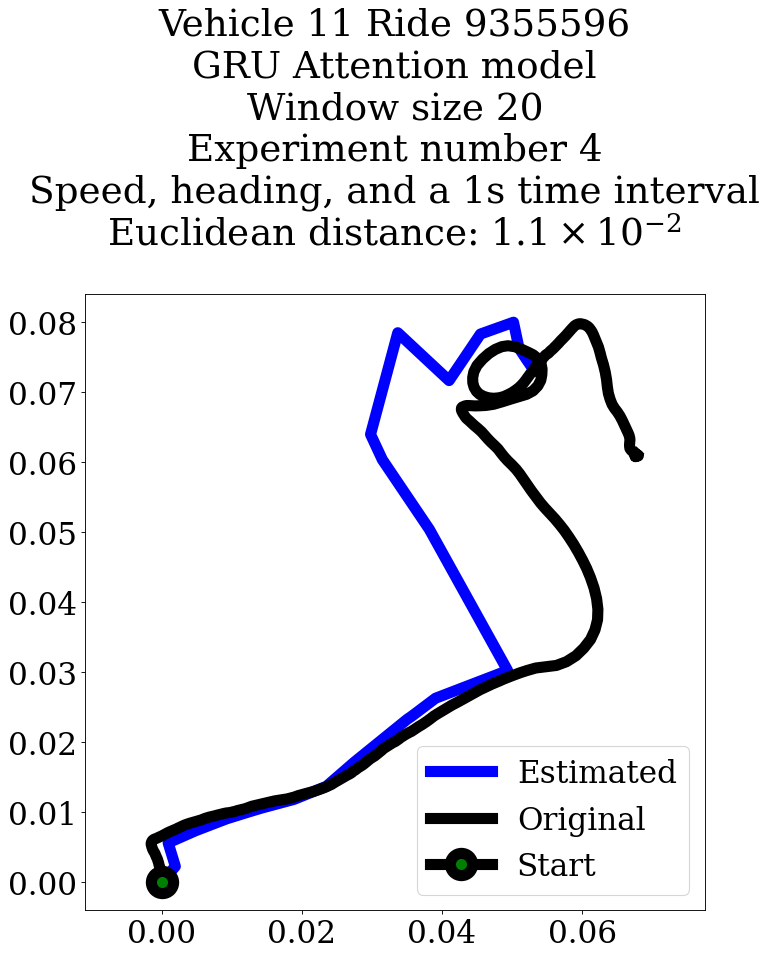 Vehicle 11 Ride 9355596
GRU Attention model
Window size 20
Experiment number 4
Speed, heading, and a 1s time interval
Euclidean distance: 1.1 × 10⁻²
0.08
0.07
0.06
0.05
0.04
0.03
0.02
0.01
0.00
Estimated
Original
Start
0.00 0.02 0.04 0.06